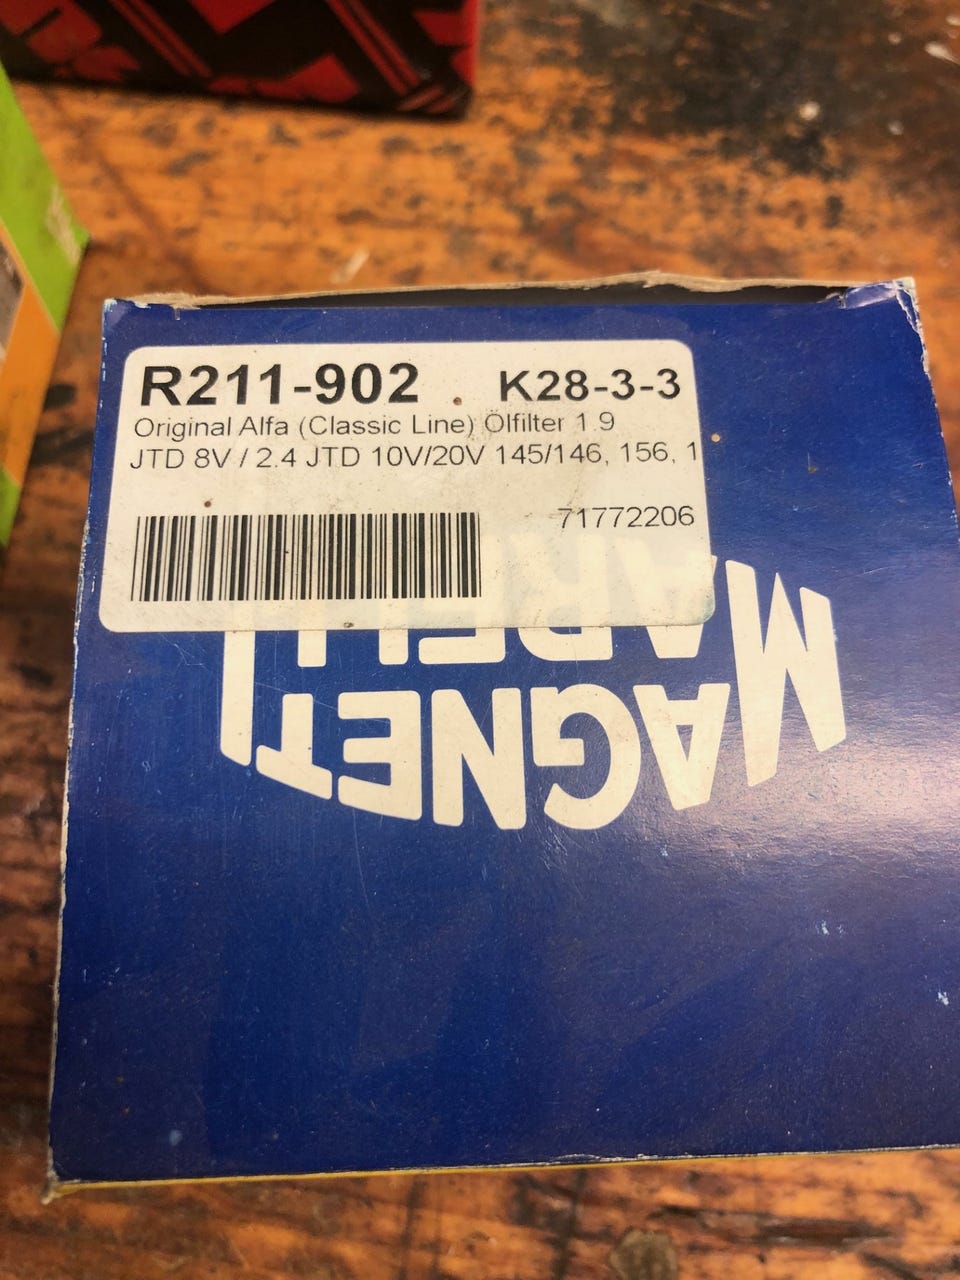 R211-902 K28-3-3
Original Alfa (Classic Line) Ölfilter 1.9
JTD 8V / 2.4 JTD 10V/20V 145/146, 156, 1
71772206
MAGNETI
MARELLI